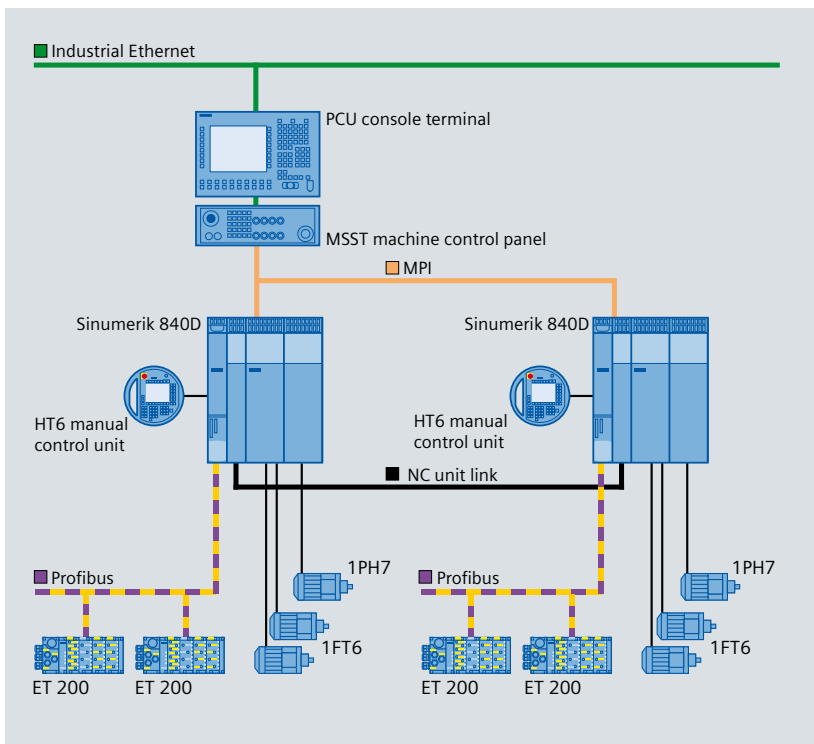 Industrial Ethernet
PCU console terminal
MSST machine control panel
MPI
Sinumerik 840D
Sinumerik 840D
HT6 manual
control unit
HT6 manual
control unit
NC unit link
1PH7
1PH7
Profibus
Profibus
1FT6
1FT6
ET 200
ET 200
ET 200
ET 200